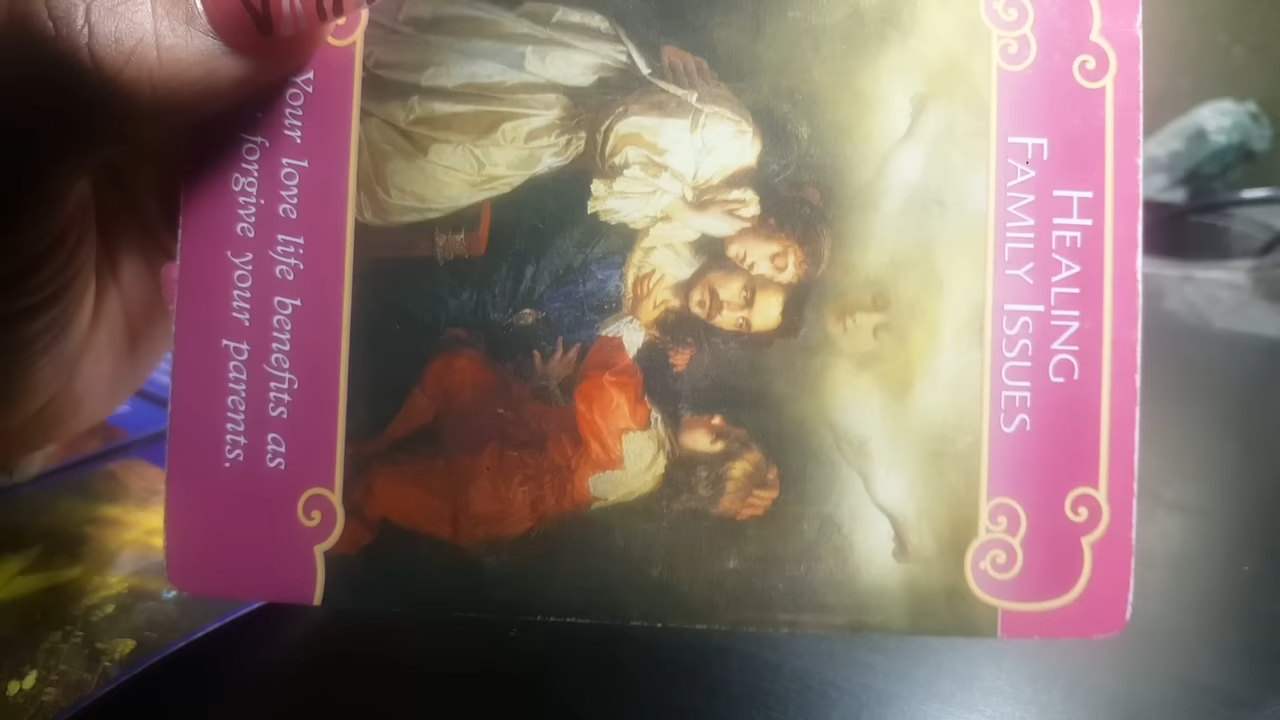 HEALING
FAMILY ISSUES
Your love life benefits as
forgive your parents.